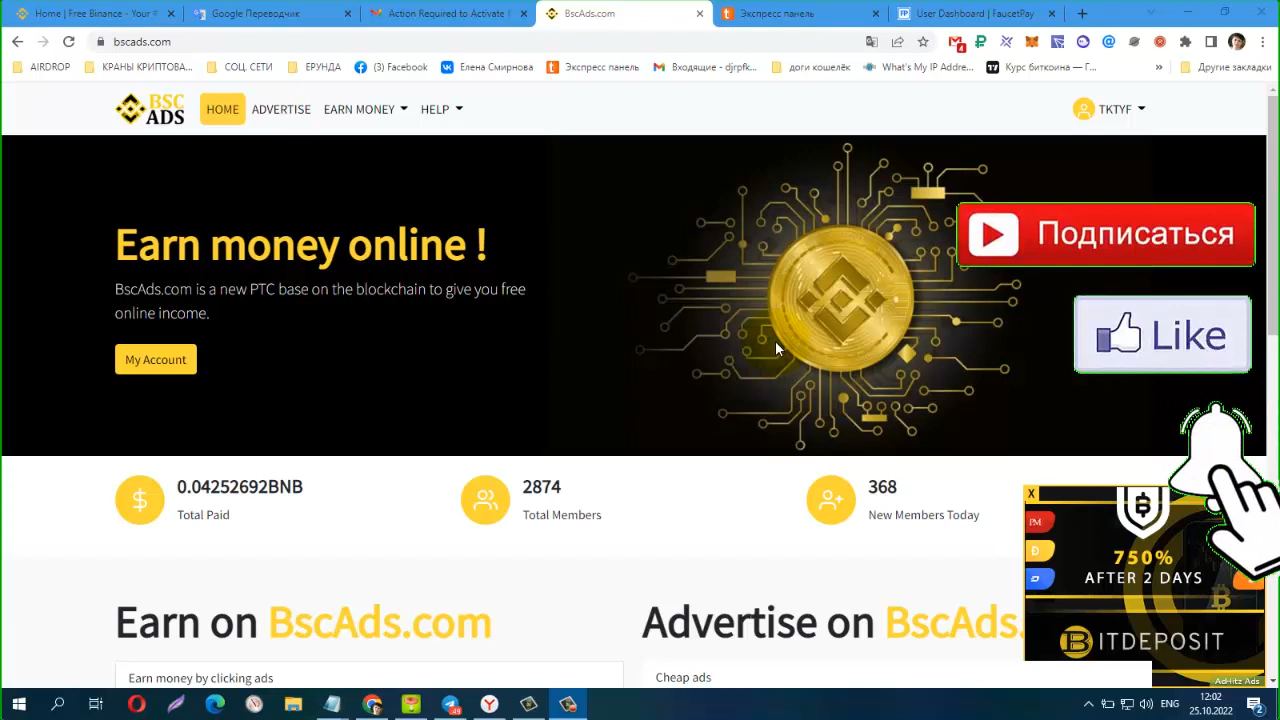 Home | Free Binance - Your F
Google Переводчик
Action Required to Activate M
BscAds.com
Экспресс панель
User Dashboard | FaucetPay
bscads.com
AIRDROP
КРАНЫ КРИПТОВА...
СОЦ. СЕТИ
ЕРУНДА
(3) Facebook
Елена Смирнова
Экспресс панель
Входящие - djrpfk...
доги кошелёк
What's My IP Addre...
Курс биткоина — Г...
Другие закладки
BSC
ADS
HOME
ADVERTISE
EARN MONEY
HELP
TKTYF
Earn money online !
BscAds.com is a new PTC base on the blockchain to give you free
online income.
My Account
Подписаться
Like
0.04252692BNB
Total Paid
2874
Total Members
368
New Members Today
X
PM
750%
AFTER 2 DAYS
BITDEPOSIT
AdHitz Ads
Earn on BscAds.com
Advertise on BscAds.
Earn money by clicking ads
Cheap ads
ENG
12:02
25.10.2022